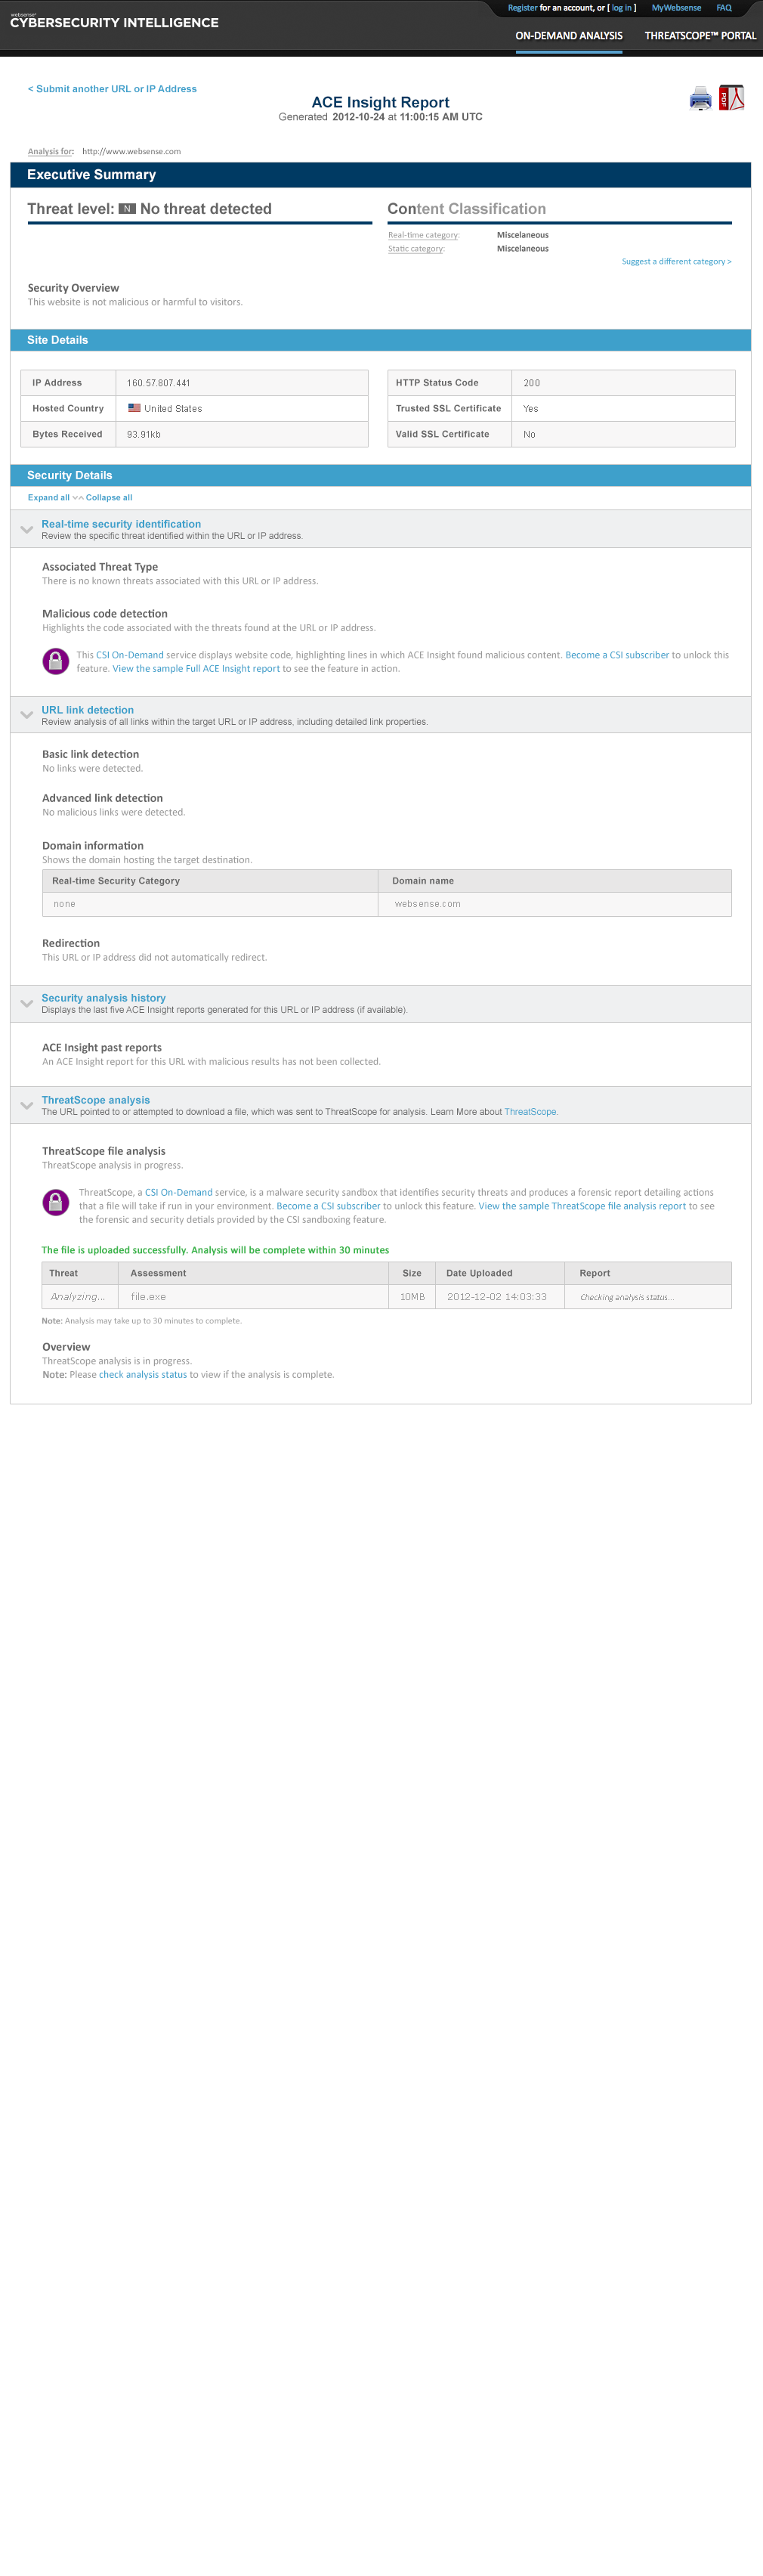 Register for an account, or [ log in ] MyWebsense FAQ
websense®
CYBERSECURITY INTELLIGENCE
ON-DEMAND ANALYSIS THREATSCOPE™ PORTAL
< Submit another URL or IP Address
ACE Insight Report
Generated 2012-10-24 at 11:00:15 AM UTC
PDF
Analysis for: http://www.websense.com
Executive Summary
Threat level: N No threat detected
Content Classification
Real-time category: Miscelaneous
Static category: Miscelaneous
Suggest a different category >
Security Overview
This website is not malicious or harmful to visitors.
Site Details
IP Address 160.57.807.441
HTTP Status Code 200
Hosted Country United States
Trusted SSL Certificate Yes
Bytes Received 93.91kb
Valid SSL Certificate No
Security Details
Expand all Collapse all
Real-time security identification
Review the specific threat identified within the URL or IP address.
Associated Threat Type
There is no known threats associated with this URL or IP address.
Malicious code detection
Highlights the code associated with the threats found at the URL or IP address.
This CSI On-Demand service displays website code, highlighting lines in which ACE Insight found malicious content. Become a CSI subscriber to unlock this
feature. View the sample Full ACE Insight report to see the feature in action.
URL link detection
Review analysis of all links within the target URL or IP address, including detailed link properties.
Basic link detection
No links were detected.
Advanced link detection
No malicious links were detected.
Domain information
Shows the domain hosting the target destination.
Real-time Security Category Domain name
none websense.com
Redirection
This URL or IP address did not automatically redirect.
Security analysis history
Displays the last five ACE Insight reports generated for this URL or IP address (if available).
ACE Insight past reports
An ACE Insight report for this URL with malicious results has not been collected.
ThreatScope analysis
The URL pointed to or attempted to download a file, which was sent to ThreatScope for analysis. Learn More about ThreatScope.
ThreatScope file analysis
ThreatScope analysis in progress.
ThreatScope, a CSI On-Demand service, is a malware security sandbox that identifies security threats and produces a forensic report detailing actions
that a file will take if run in your environment. Become a CSI subscriber to unlock this feature. View the sample ThreatScope file analysis report to see
the forensic and security detials provided by the CSI sandboxing feature.
The file is uploaded successfully. Analysis will be complete within 30 minutes
Threat Assessment Size Date Uploaded Report
Analyzing... file.exe 10MB 2012-12-02 14:03:33 Checking analysis status...
Note: Analysis may take up to 30 minutes to complete.
Overview
ThreatScope analysis is in progress.
Note: Please check analysis status to view if the analysis is complete.